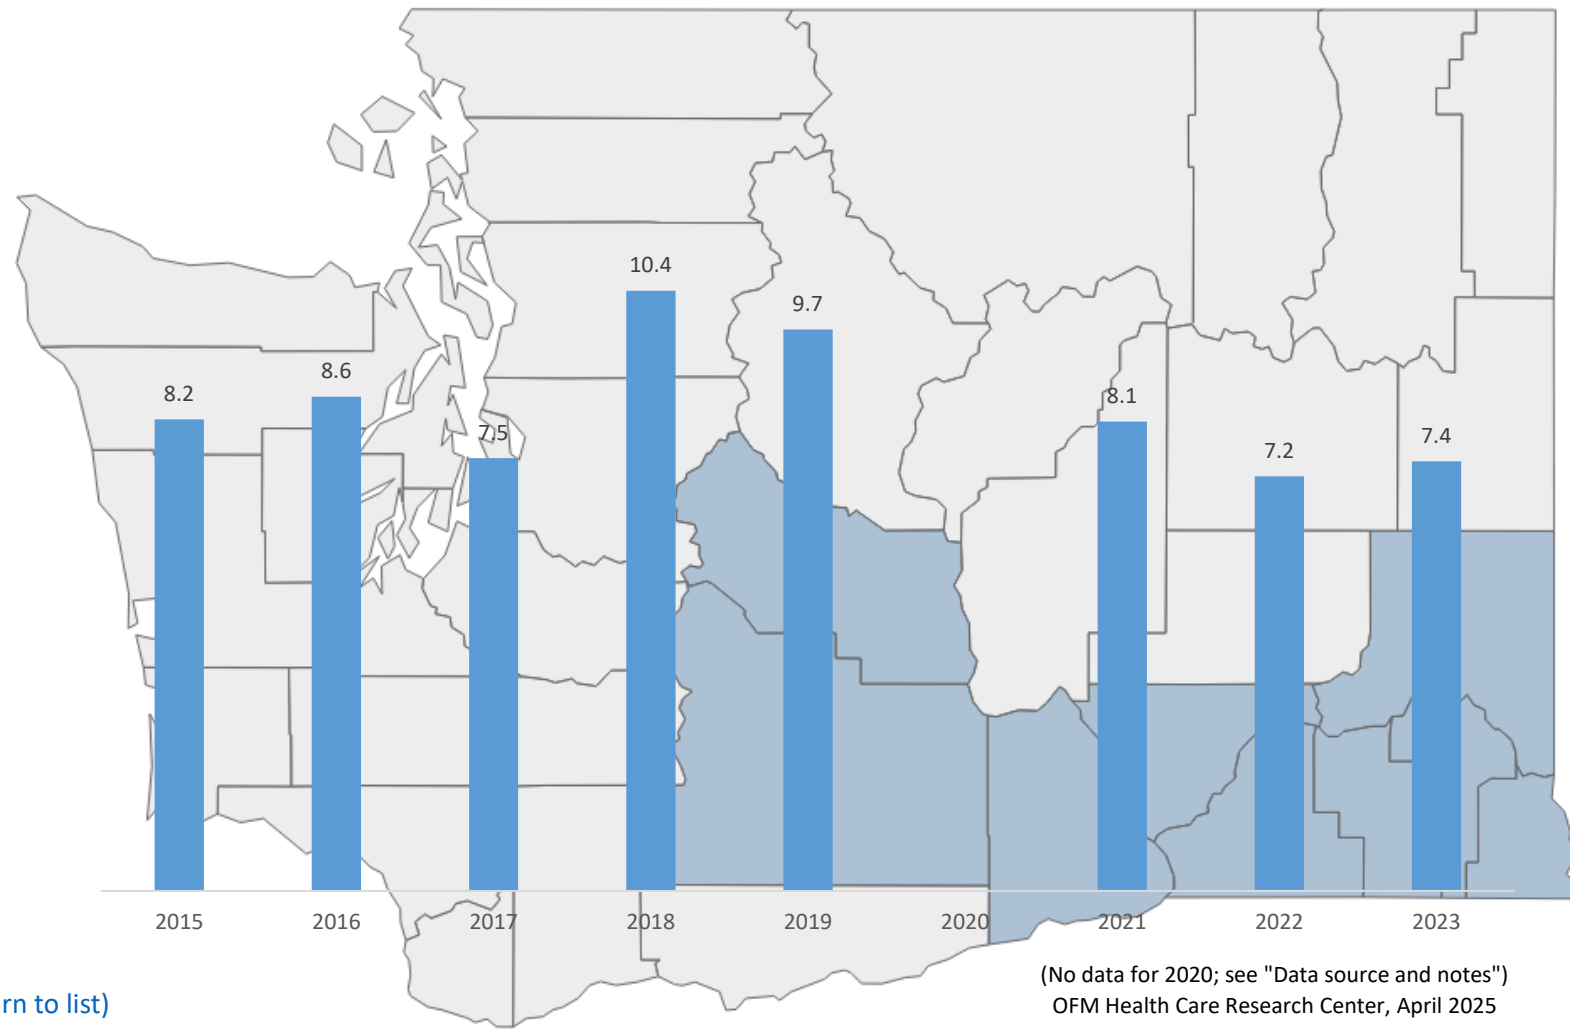 10.4
9.7
8.6
8.2
8.1
7.5
7.4
7.2
2015 2016 2017 2018 2019 2020 2021 2022 2023
(No data for 2020; see "Data source and notes")
OFM Health Care Research Center, April 2025
rn to list)